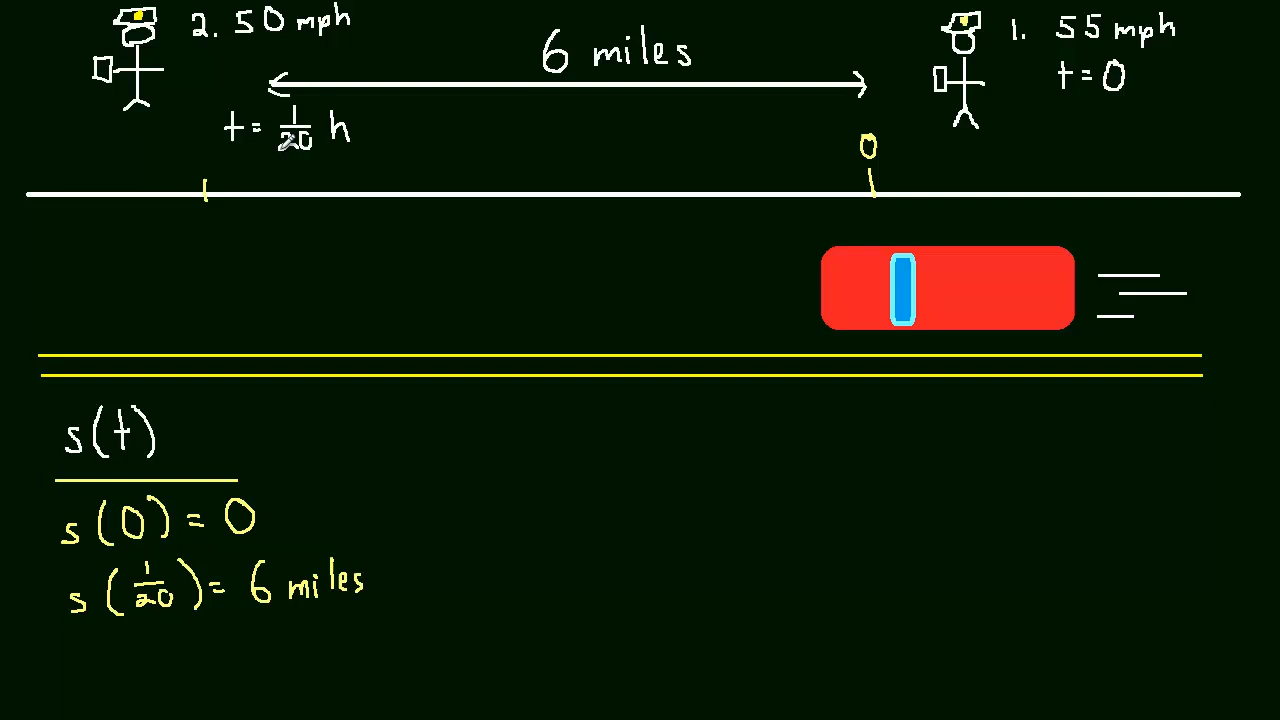 2. 50 mph
6 miles
1. 55 mph
t = 0
t = 1/20 h
0
s(t)
s(0) = 0
s(1/20) = 6 miles